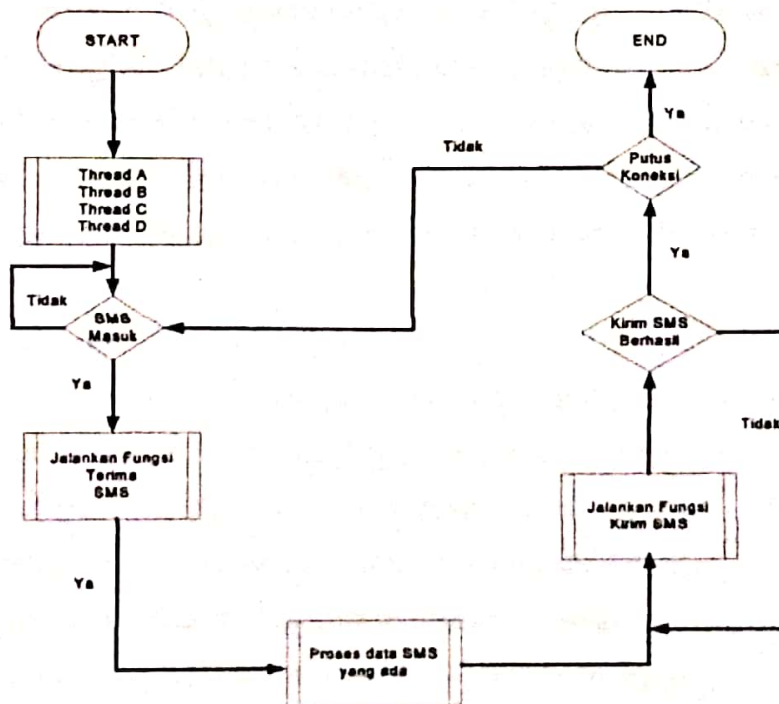 START
END
Ya
Tidak
Putus
Koneksi
Thread A
Thread B
Thread C
Thread D
Ya
Tidak
SMS
Masuk
Kirim SMS
Berhasil
Ya
Tidak
Jalankan Fungsi
Terima
SMS
Jalankan Fungsi
Kirim SMS
Ya
Proses data SMS
yang ada